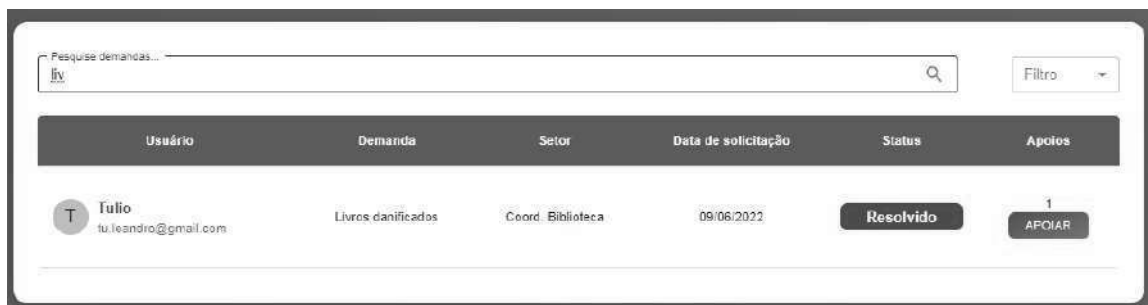 Pesquise demandas...
liv
Filtro
Usuário Demanda Setor Data de solicitação Status Apoios
T Tulio
tu.leandro@gmail.com
Livros danificados Coord. Biblioteca 09/06/2022 Resolvido
1
APOIAR